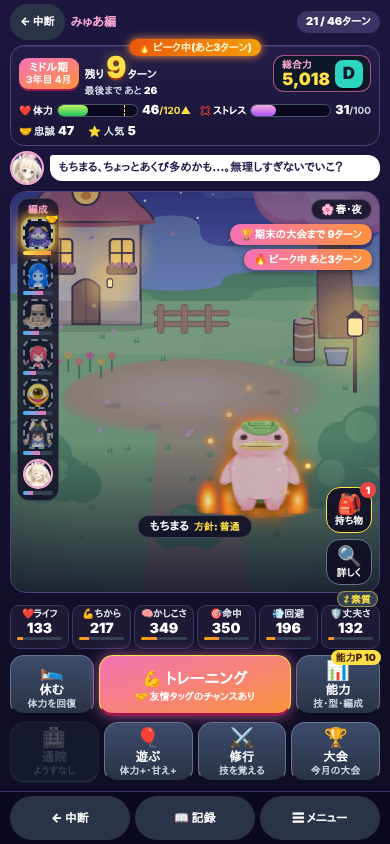 ← 中断
みゅあ編
21 / 46ターン
🔥 ピーク中(あと3ターン)
ミドル期
3年目 4月
残り 9 ターン
最後まで あと 26
総合力
5,018 D
❤️体力 46/120▲
💢ストレス 31/100
🤝 忠誠 47 ⭐ 人気 5
もちまる、ちょっとあくび多めかも…。無理しすぎないでいこ?
編成
🌸 春・夜
🏆 期末の大会まで 9ターン
🔥 ピーク中 あと3ターン
もちまる 方針: 普通
1
🎒
持ち物
🔍
詳しく
素質
❤️ライフ
133
💪ちから
217
🧠かしこさ
349
🎯命中
350
💨回避
196
🛡️丈夫さ
132
🛌
休む
体力を回復
💪 トレーニング
🤝 友情タッグのチャンスあり
能力P 10
📊
能力
技・型・編成
🏥
通院
ようすなし
🎈
遊ぶ
体力+・甘え+
⚔️
修行
技を覚える
🏆
大会
今月の大会
← 中断
📖 記録
☰ メニュー